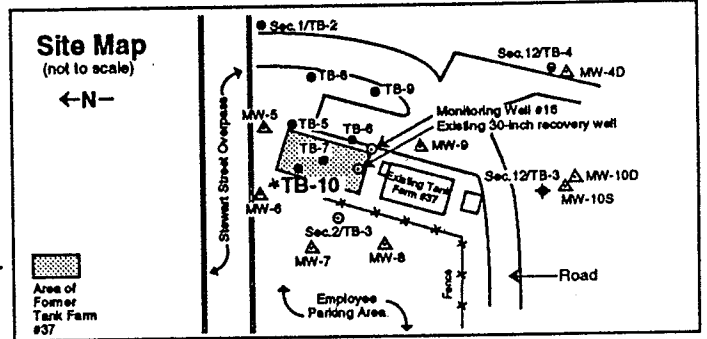 Site Map
(not to scale)
←N–
Sec.1/TB-2
Sec.12/TB-4
MW-4D
TB-8
TB-9
Monitoring Well #16
Existing 30-inch recovery well
MW-5
TB-5
TB-6
TB-7
MW-9
TB-10
Existing Tank
Farm #37
Sec.12/TB-3
MW-10D
MW-10S
MW-6
Sec.2/TB-3
MW-7
MW-8
Stewart Street Overpass
Fence
Road
Employee
Parking Area
Area of
Former
Tank Farm
#37